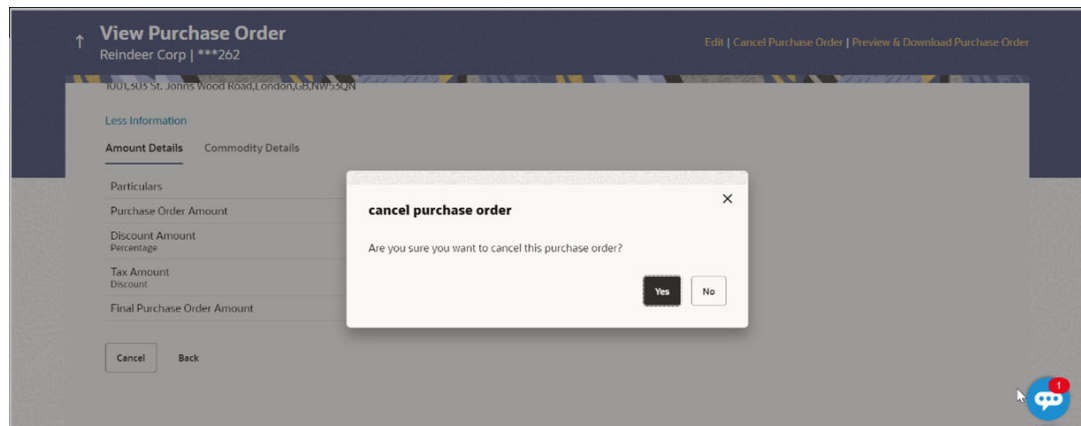 View Purchase Order
Reindeer Corp | ***262
Edit | Cancel Purchase Order | Preview & Download Purchase Order
1001,303 St. Johns Wood Road,London,GB,NW53QN
Less Information
Amount Details Commodity Details
Particulars
Purchase Order Amount
Discount Amount
Percentage
Tax Amount
Discount
Final Purchase Order Amount
cancel purchase order
Are you sure you want to cancel this purchase order?
Yes No
Cancel Back
1